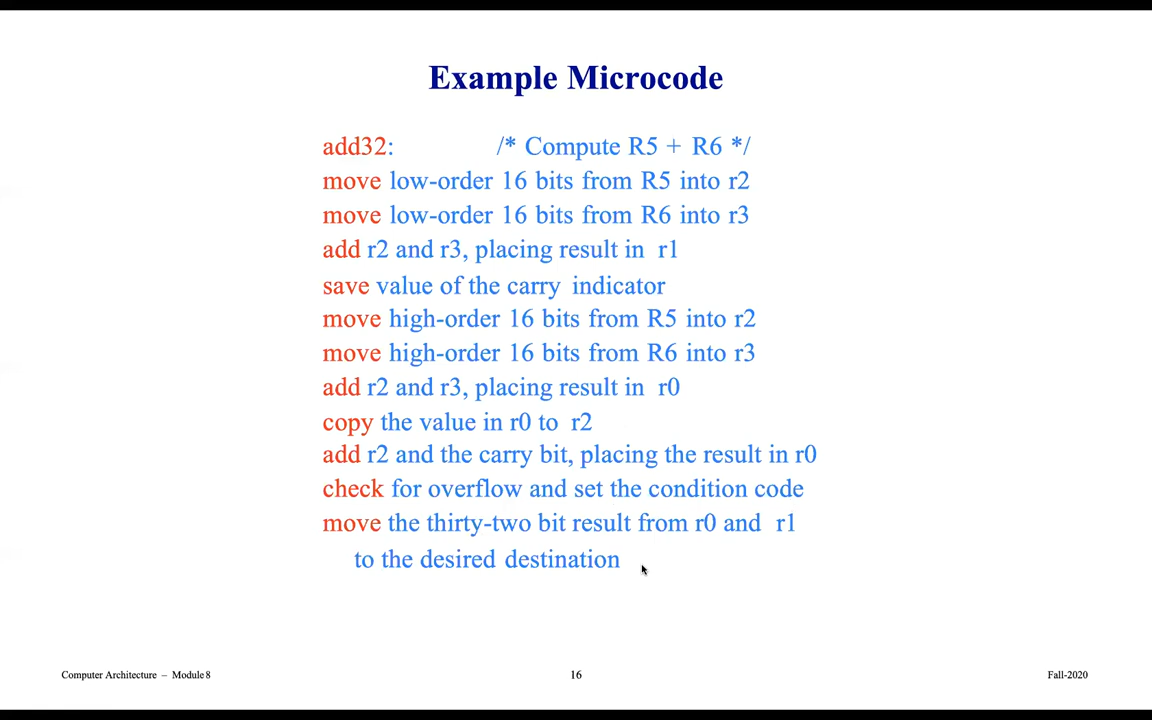 Example Microcode
add32: /* Compute R5 + R6 */
move low-order 16 bits from R5 into r2
move low-order 16 bits from R6 into r3
add r2 and r3, placing result in r1
save value of the carry indicator
move high-order 16 bits from R5 into r2
move high-order 16 bits from R6 into r3
add r2 and r3, placing result in r0
copy the value in r0 to r2
add r2 and the carry bit, placing the result in r0
check for overflow and set the condition code
move the thirty-two bit result from r0 and r1
to the desired destination
Computer Architecture – Module 8 16 Fall-2020